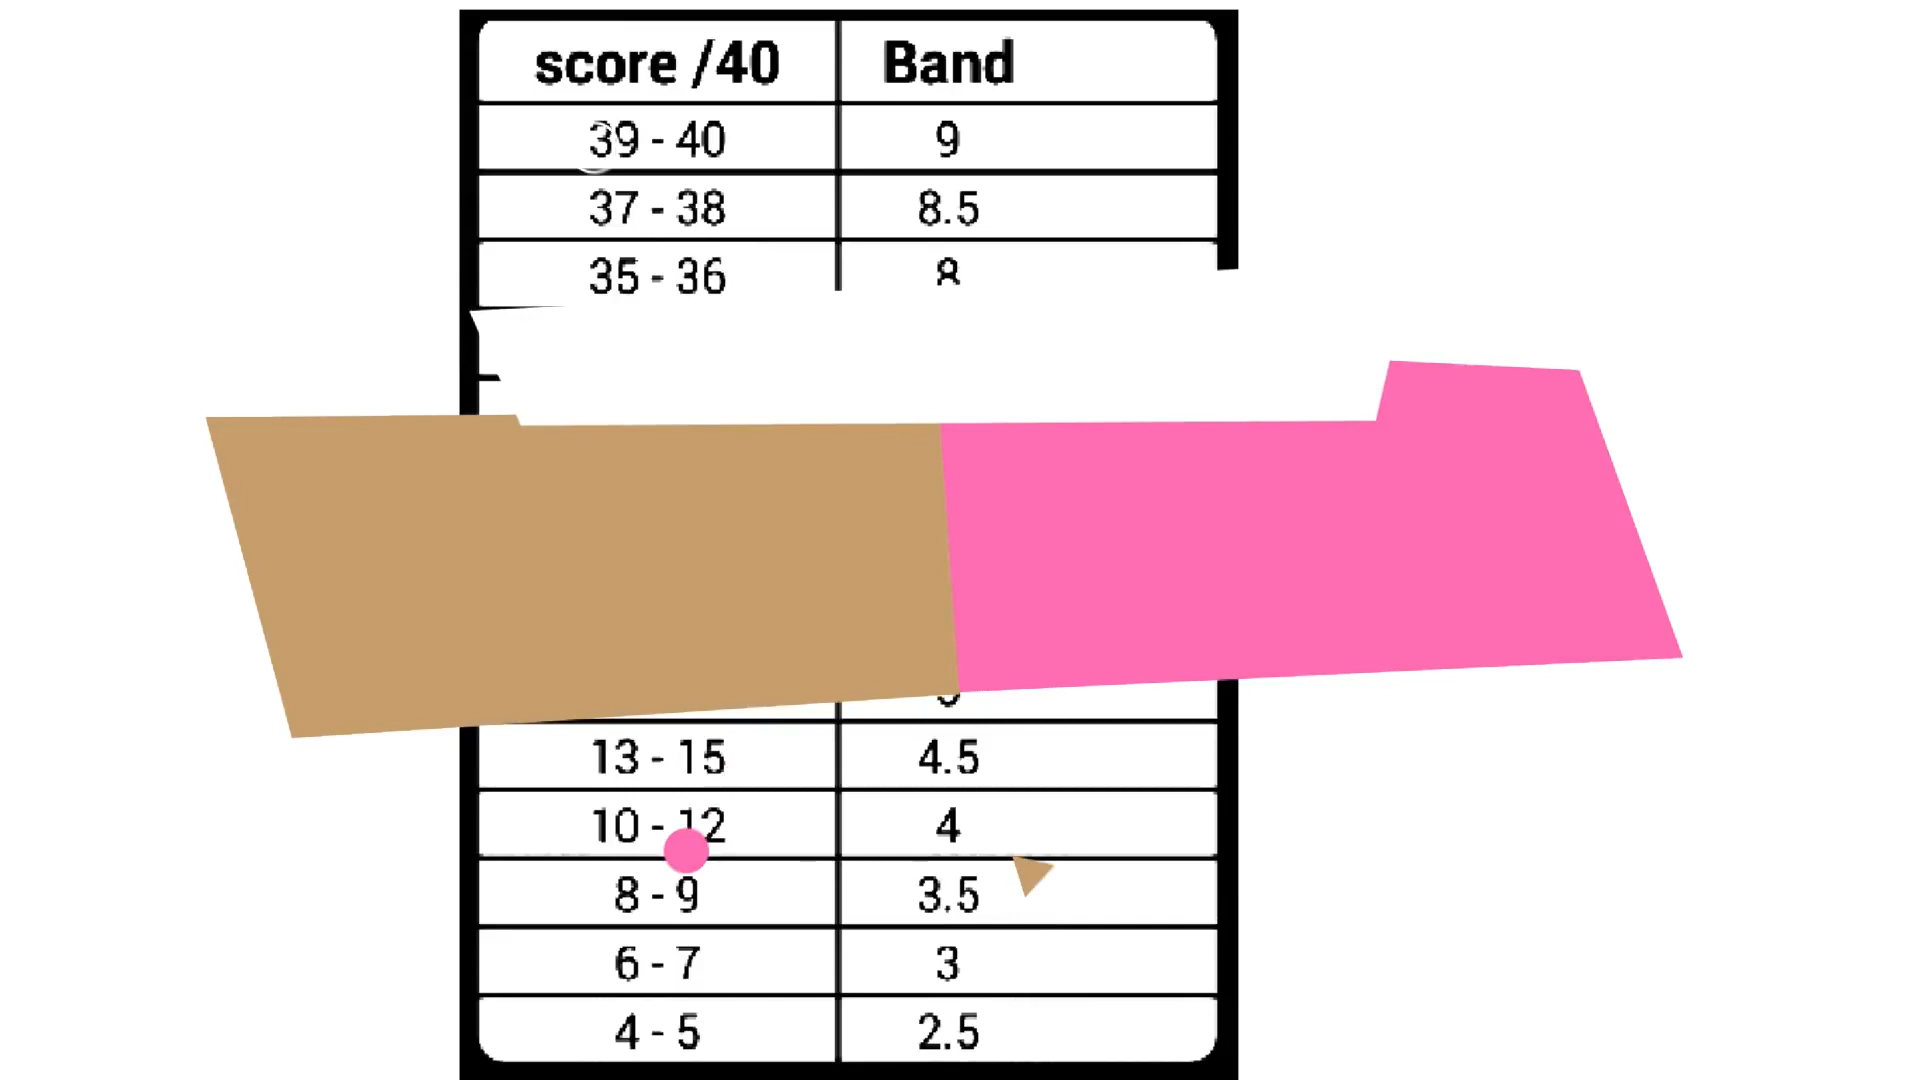 score /40 Band
39 - 40 9
37 - 38 8.5
35 - 36 8
13 - 15 4.5
10 - 12 4
8 - 9 3.5
6 - 7 3
4 - 5 2.5